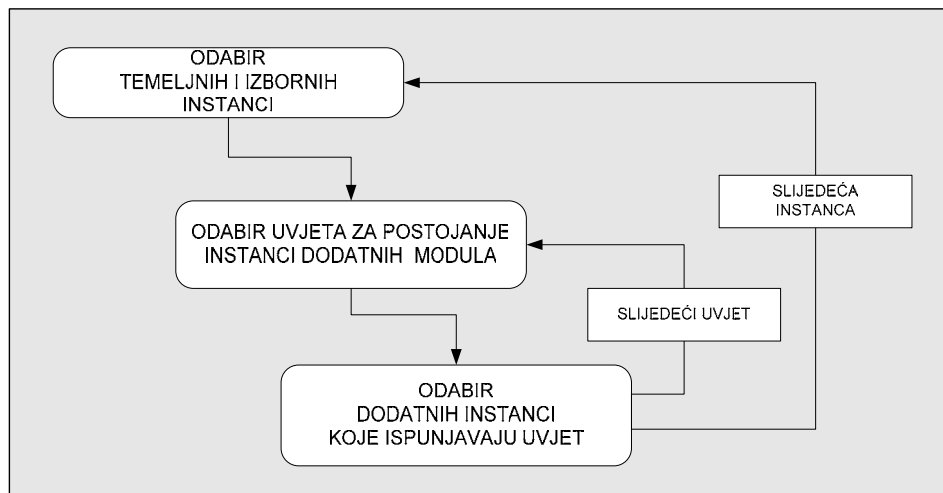 ODABIR
TEMELJNIH I IZBORNIH
INSTANCI
SLIJEDEĆA
INSTANCA
ODABIR UVJETA ZA POSTOJANJE
INSTANCI DODATNIH MODULA
SLIJEDEĆI UVJET
ODABIR
DODATNIH INSTANCI
KOJE ISPUNJAVAJU UVJET